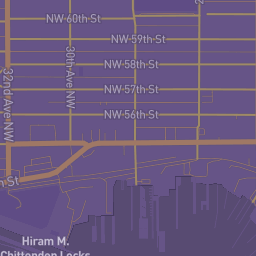 NW 60th St
NW 59th St
NW 58th St
30th Ave NW
32nd Ave NW
NW 57th St
NW 56th St
St
Hiram M.
Chittenden Locks